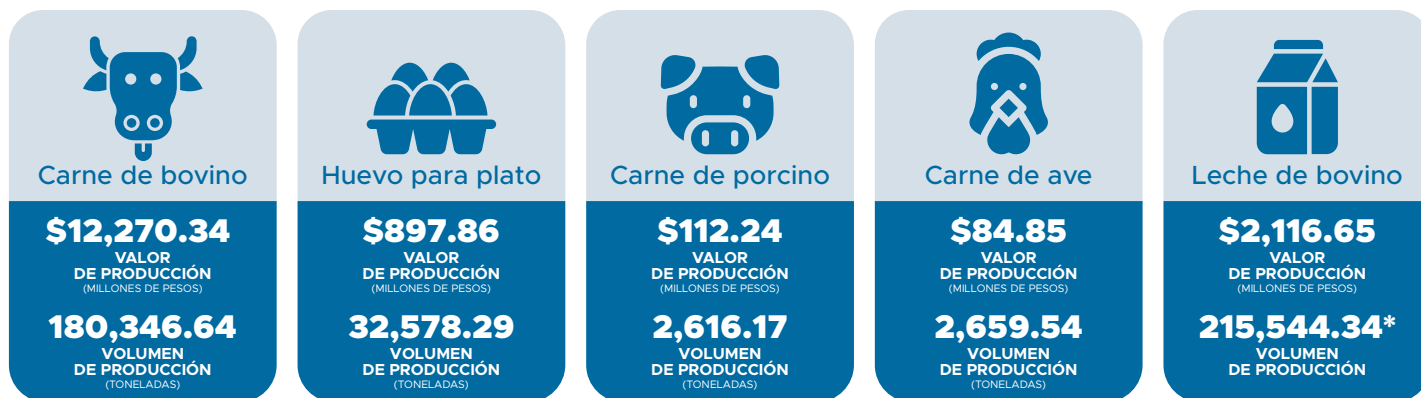 Carne de bovino
$12,270.34
VALOR
DE PRODUCCIÓN
(MILLONES DE PESOS)
180,346.64
VOLUMEN
DE PRODUCCIÓN
(TONELADAS)
Huevo para plato
$897.86
VALOR
DE PRODUCCIÓN
(MILLONES DE PESOS)
32,578.29
VOLUMEN
DE PRODUCCIÓN
(TONELADAS)
Carne de porcino
$112.24
VALOR
DE PRODUCCIÓN
(MILLONES DE PESOS)
2,616.17
VOLUMEN
DE PRODUCCIÓN
(TONELADAS)
Carne de ave
$84.85
VALOR
DE PRODUCCIÓN
(MILLONES DE PESOS)
2,659.54
VOLUMEN
DE PRODUCCIÓN
(TONELADAS)
Leche de bovino
$2,116.65
VALOR
DE PRODUCCIÓN
(MILLONES DE PESOS)
215,544.34*
VOLUMEN
DE PRODUCCIÓN